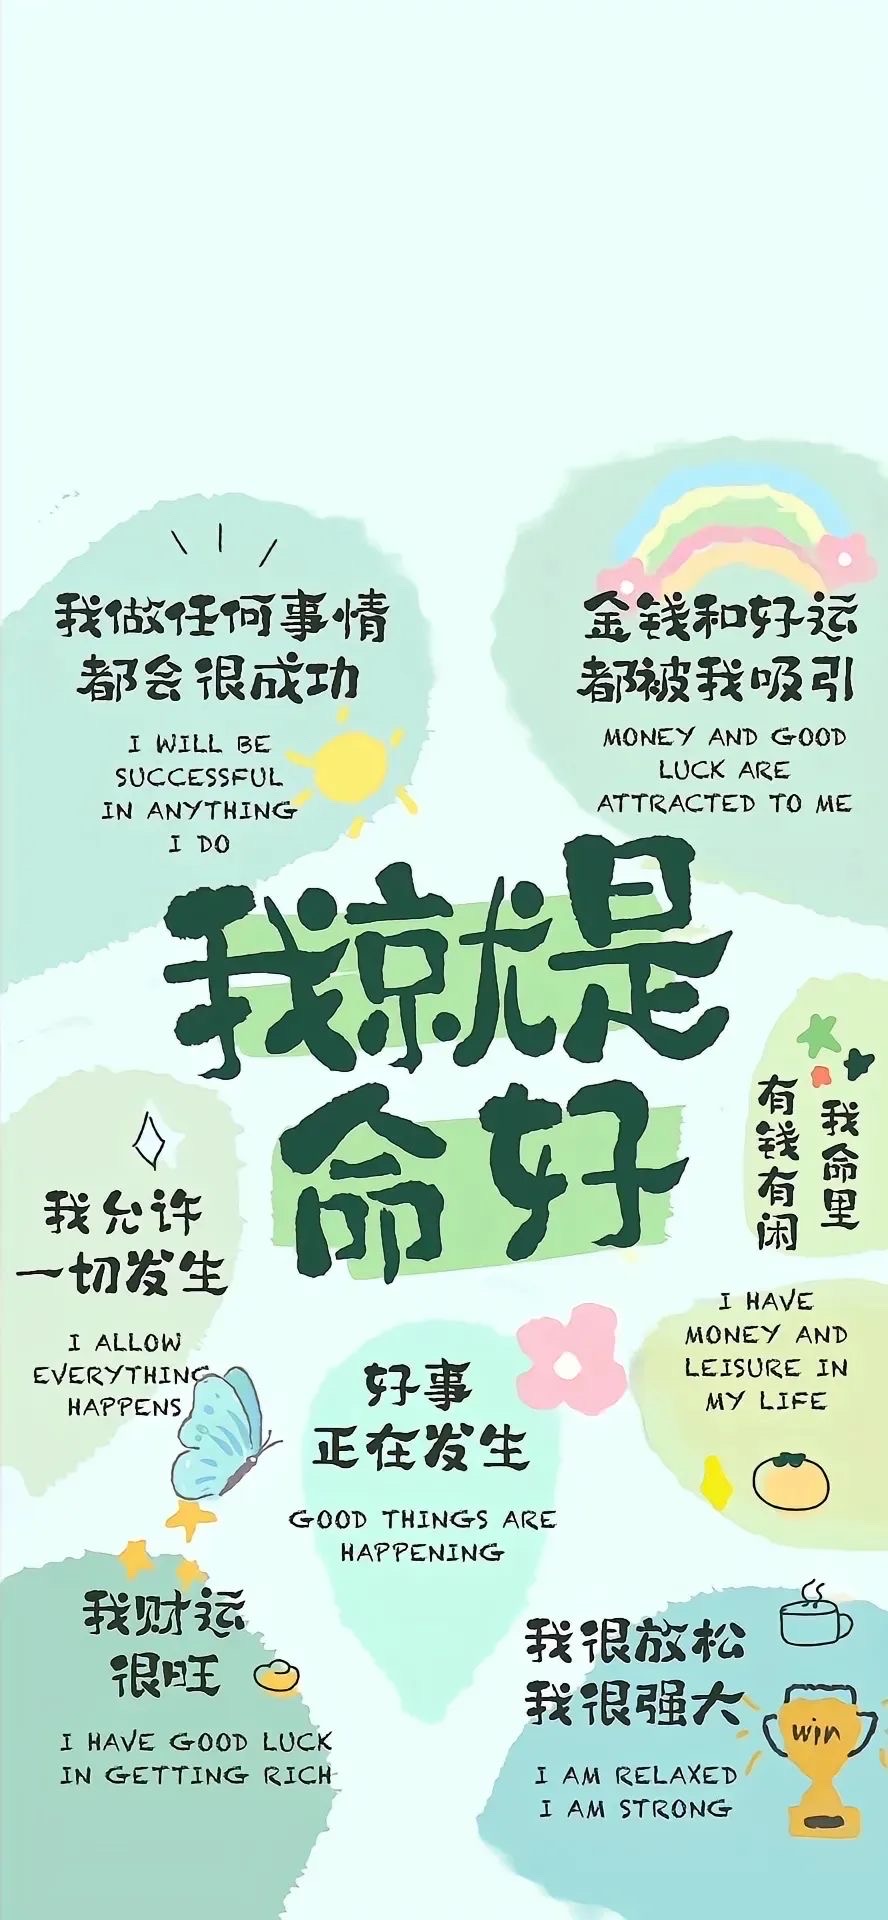 我做任何事情
都会很成功
I WILL BE
SUCCESSFUL
IN ANYTHING
I DO
金钱和好运
都被我吸引
MONEY AND GOOD
LUCK ARE
ATTRACTED TO ME
我就是
命好
我允许
一切发生
I ALLOW
EVERYTHING
HAPPENS
我命里
有钱有闲
I HAVE
MONEY AND
LEISURE IN
MY LIFE
好事
正在发生
GOOD THINGS ARE
HAPPENING
我财运
很旺
I HAVE GOOD LUCK
IN GETTING RICH
我很放松
我很强大
I AM RELAXED
I AM STRONG
win